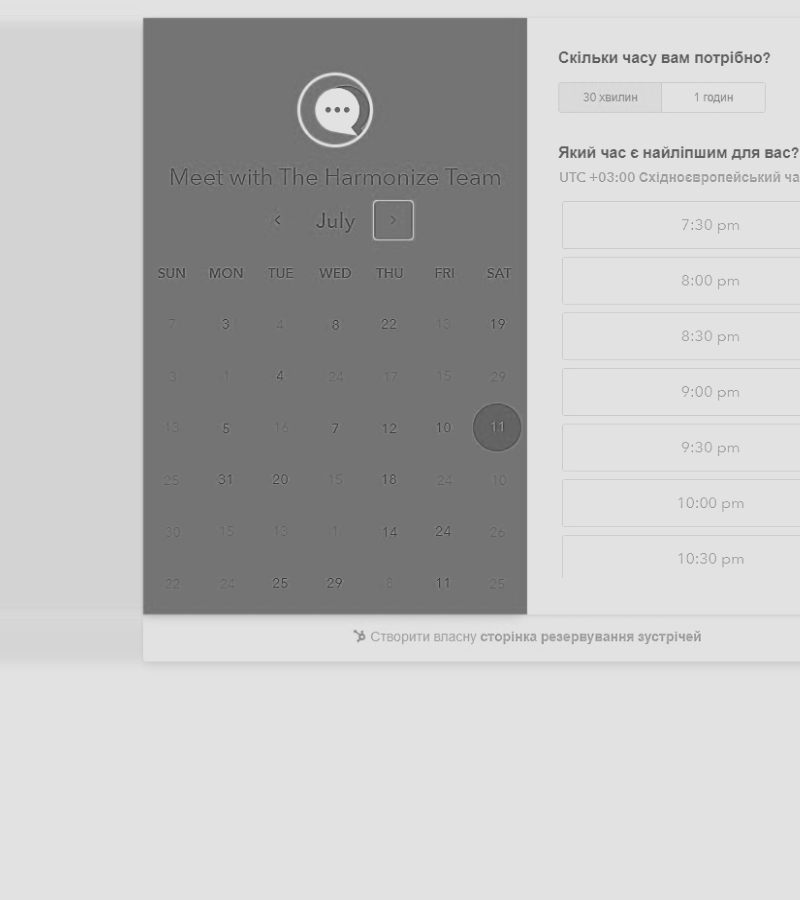 Meet with The Harmonize Team
July
SUN MON TUE WED THU FRI SAT
7 3 4 8 22 13 19
3 1 4 24 17 15 29
13 5 16 7 12 10 11
25 31 20 15 18 24 10
30 15 13 1 14 24 26
22 24 25 29 8 11 25
Скільки часу вам потрібно?
30 хвилин 1 годин
Який час є найліпшим для вас?
UTC +03:00 Східноєвропейський ча
7:30 pm
8:00 pm
8:30 pm
9:00 pm
9:30 pm
10:00 pm
10:30 pm
Створити власну сторінка резервування зустрічей